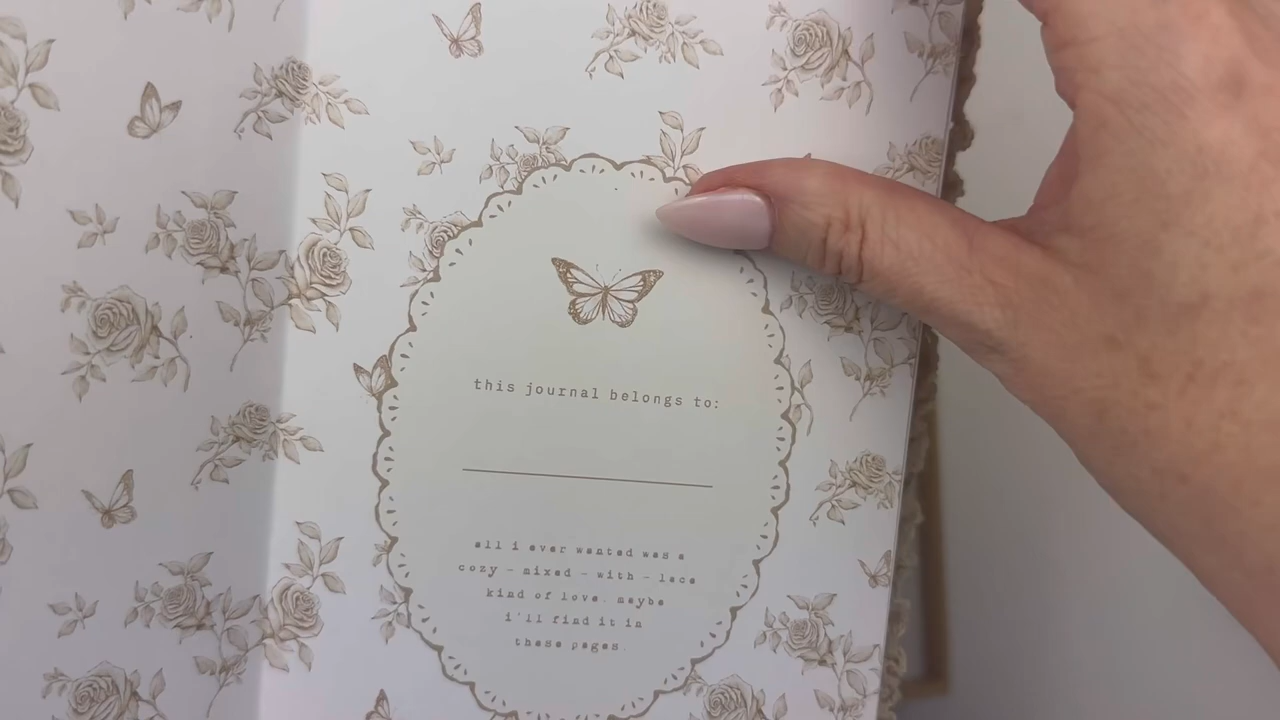 this journal belongs to:
all i ever wanted was a
cozy - mixed - with - lace
kind of love. maybe
i'll find it in
these pages.